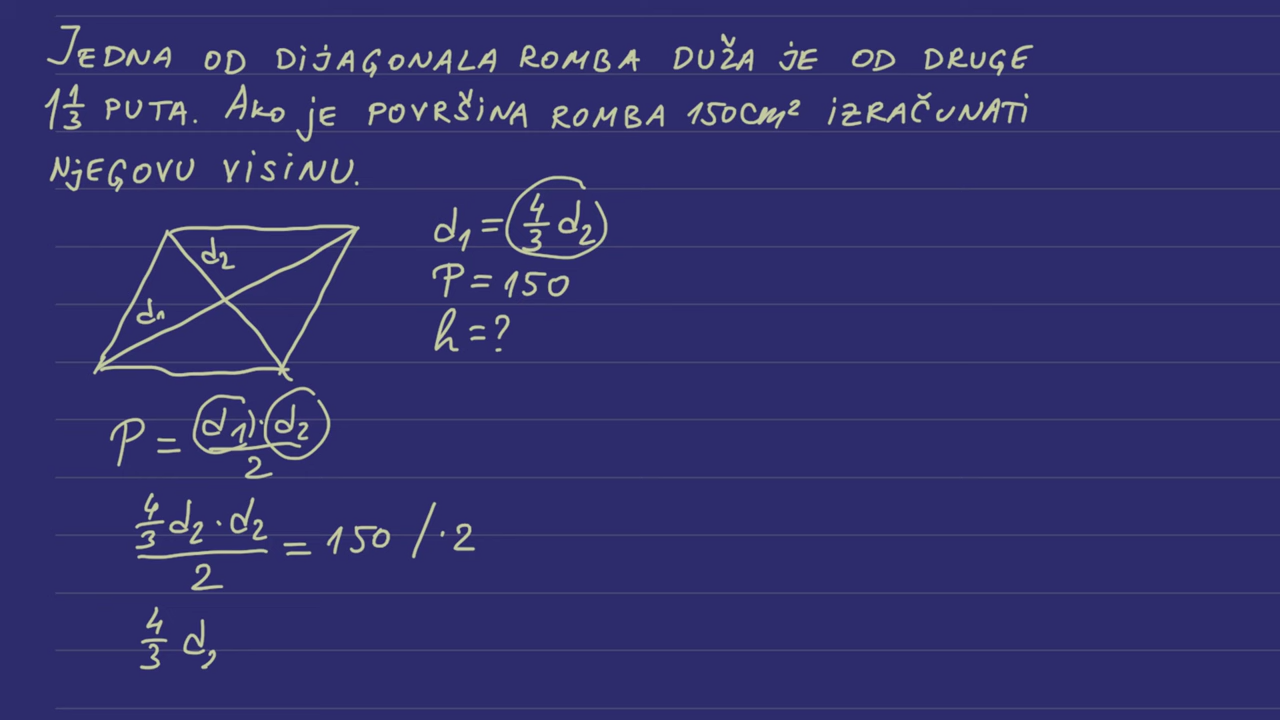 JEDNA OD DIJAGONALA ROMBA DUŽA JE OD DRUGE
1 1/3 PUTA. AKO JE POVRŠINA ROMBA 150CM² IZRAČUNATI
NJEGOVU VISINU.
d₂
d₁
d₁ = (4/3 d₂)
P = 150
h = ?
P = (d₁)·(d₂)/2
(4/3 d₂ · d₂)/2 = 150 / ·2
4/3 d